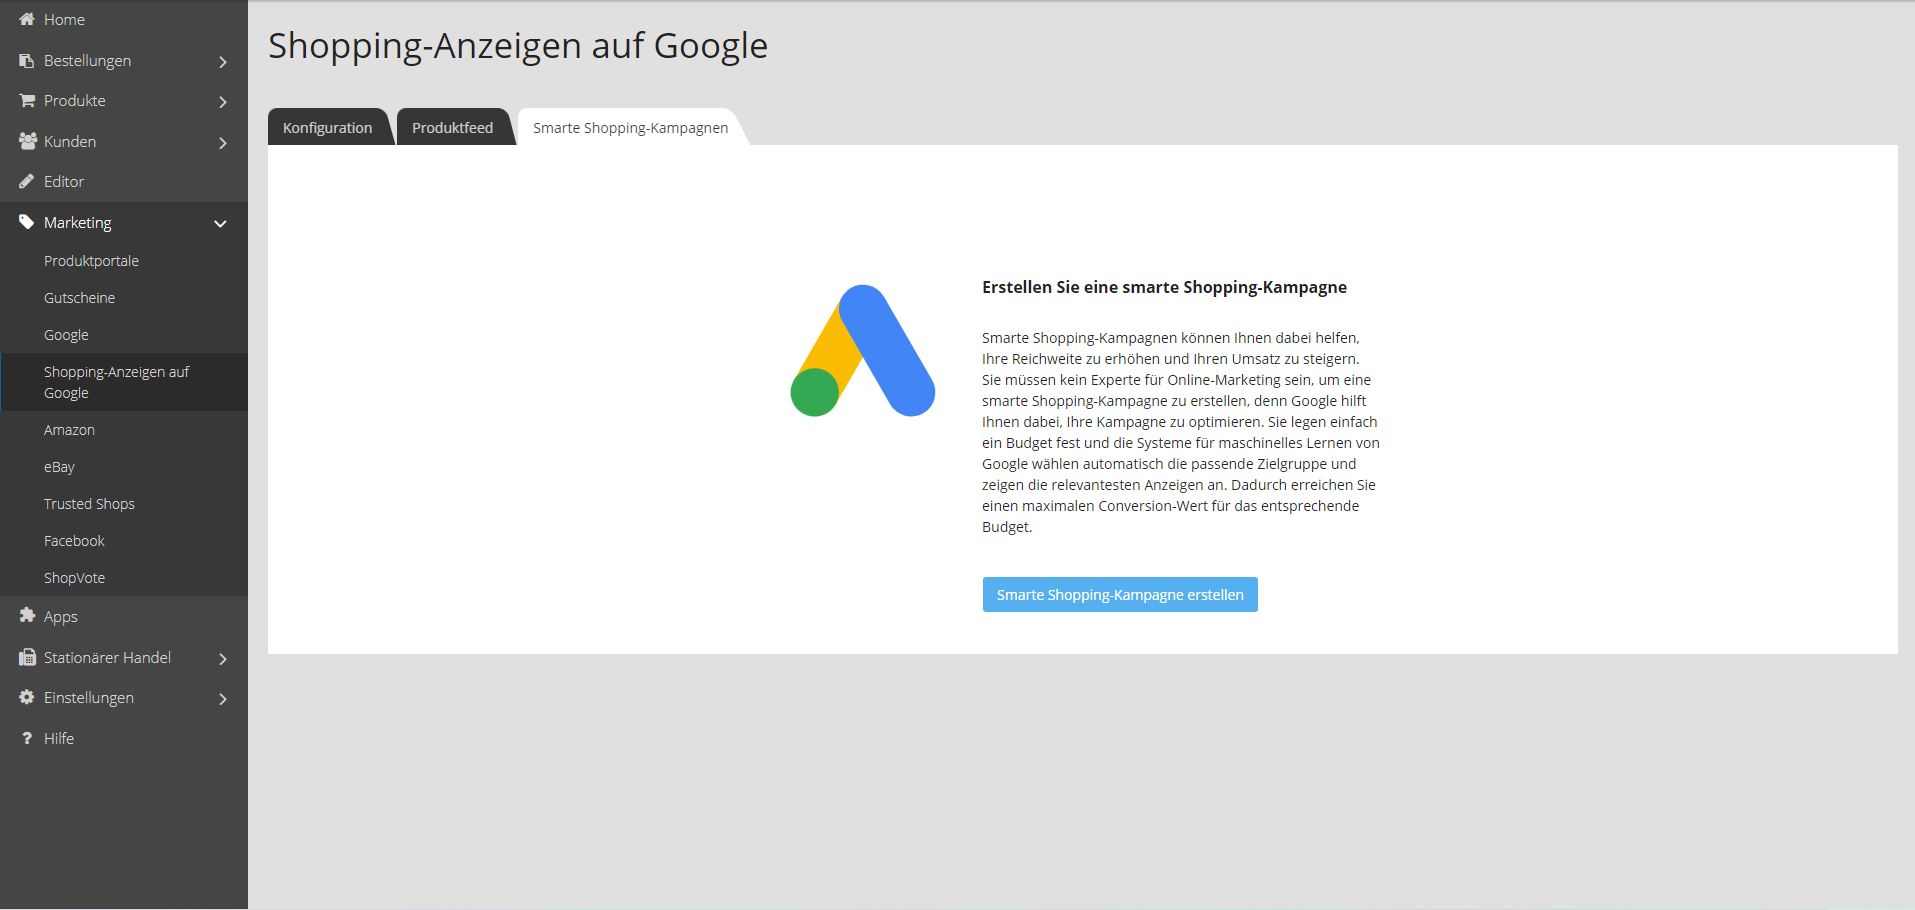 Home
Bestellungen
Produkte
Kunden
Editor
Marketing
Produktportale
Gutscheine
Google
Shopping-Anzeigen auf
Google
Amazon
eBay
Trusted Shops
Facebook
ShopVote
Apps
Stationärer Handel
Einstellungen
? Hilfe
Shopping-Anzeigen auf Google
Konfiguration
Produktfeed
Smarte Shopping-Kampagnen
Erstellen Sie eine smarte Shopping-Kampagne
Smarte Shopping-Kampagnen können Ihnen dabei helfen,
Ihre Reichweite zu erhöhen und Ihren Umsatz zu steigern.
Sie müssen kein Experte für Online-Marketing sein, um eine
smarte Shopping-Kampagne zu erstellen, denn Google hilft
Ihnen dabei, Ihre Kampagne zu optimieren. Sie legen einfach
ein Budget fest und die Systeme für maschinelles Lernen von
Google wählen automatisch die passende Zielgruppe und
zeigen die relevantesten Anzeigen an. Dadurch erreichen Sie
einen maximalen Conversion-Wert für das entsprechende
Budget.
Smarte Shopping-Kampagne erstellen